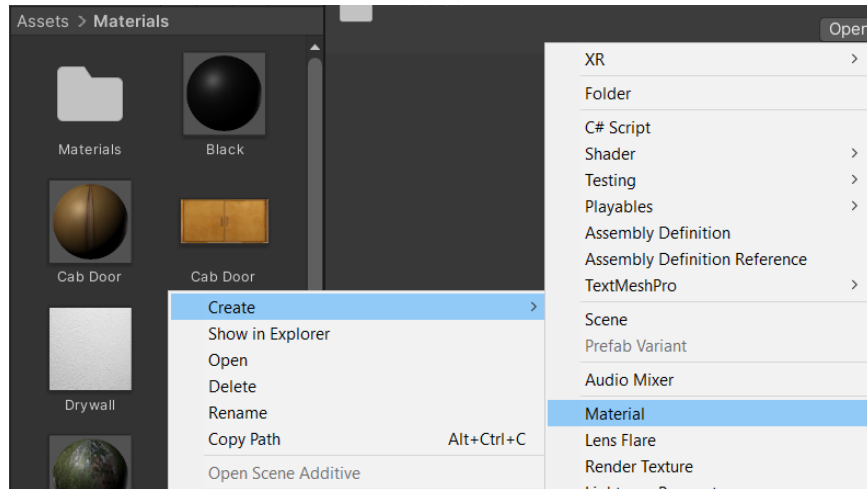 Assets > Materials
Open
Materials
Black
Cab Door
Cab Door
Drywall
Create >
Show in Explorer
Open
Delete
Rename
Copy Path Alt+Ctrl+C
Open Scene Additive
XR >
Folder
C# Script
Shader >
Testing >
Playables >
Assembly Definition
Assembly Definition Reference
TextMeshPro >
Scene
Prefab Variant
Audio Mixer
Material
Lens Flare
Render Texture